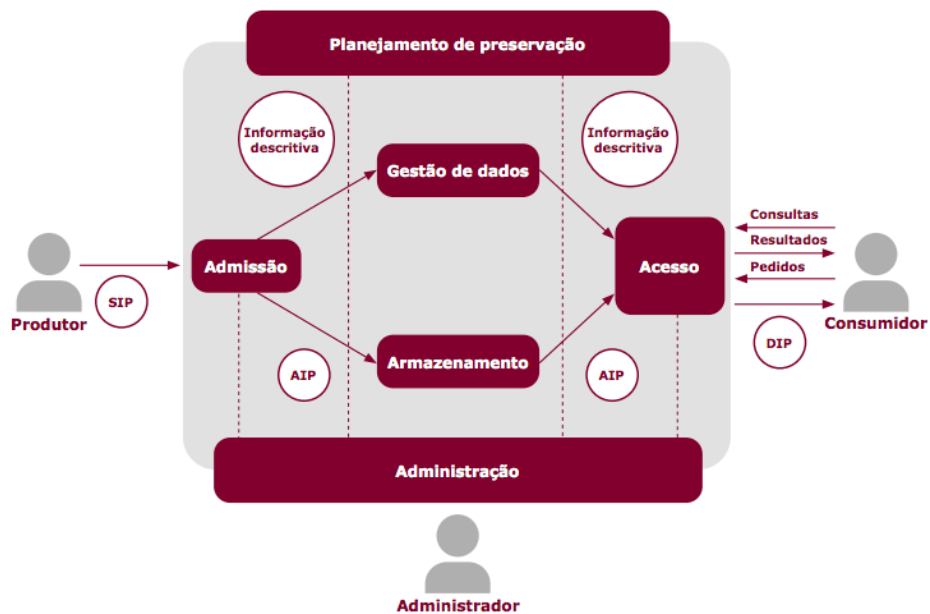 Planejamento de preservação
Informação
descritiva
Informação
descritiva
Gestão de dados
Consultas
Resultados
Pedidos
Admissão
Acesso
SIP
Produtor
Consumidor
DIP
Armazenamento
AIP
AIP
Administração
Administrador